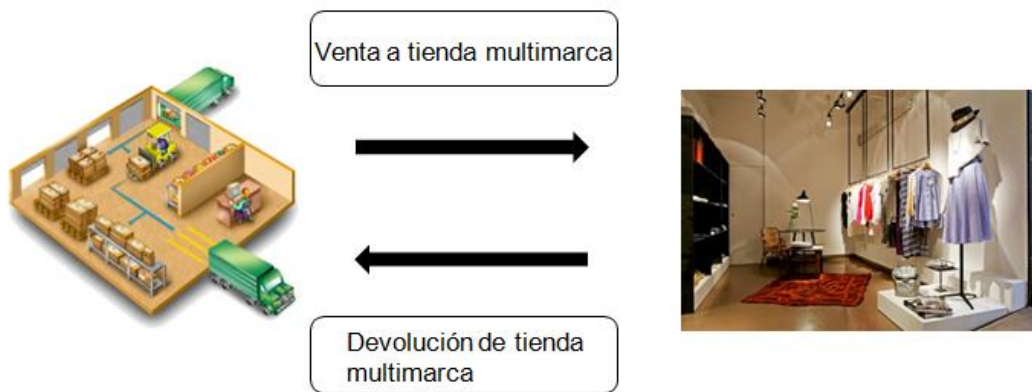 Venta a tienda multimarca
Devolución de tienda
multimarca